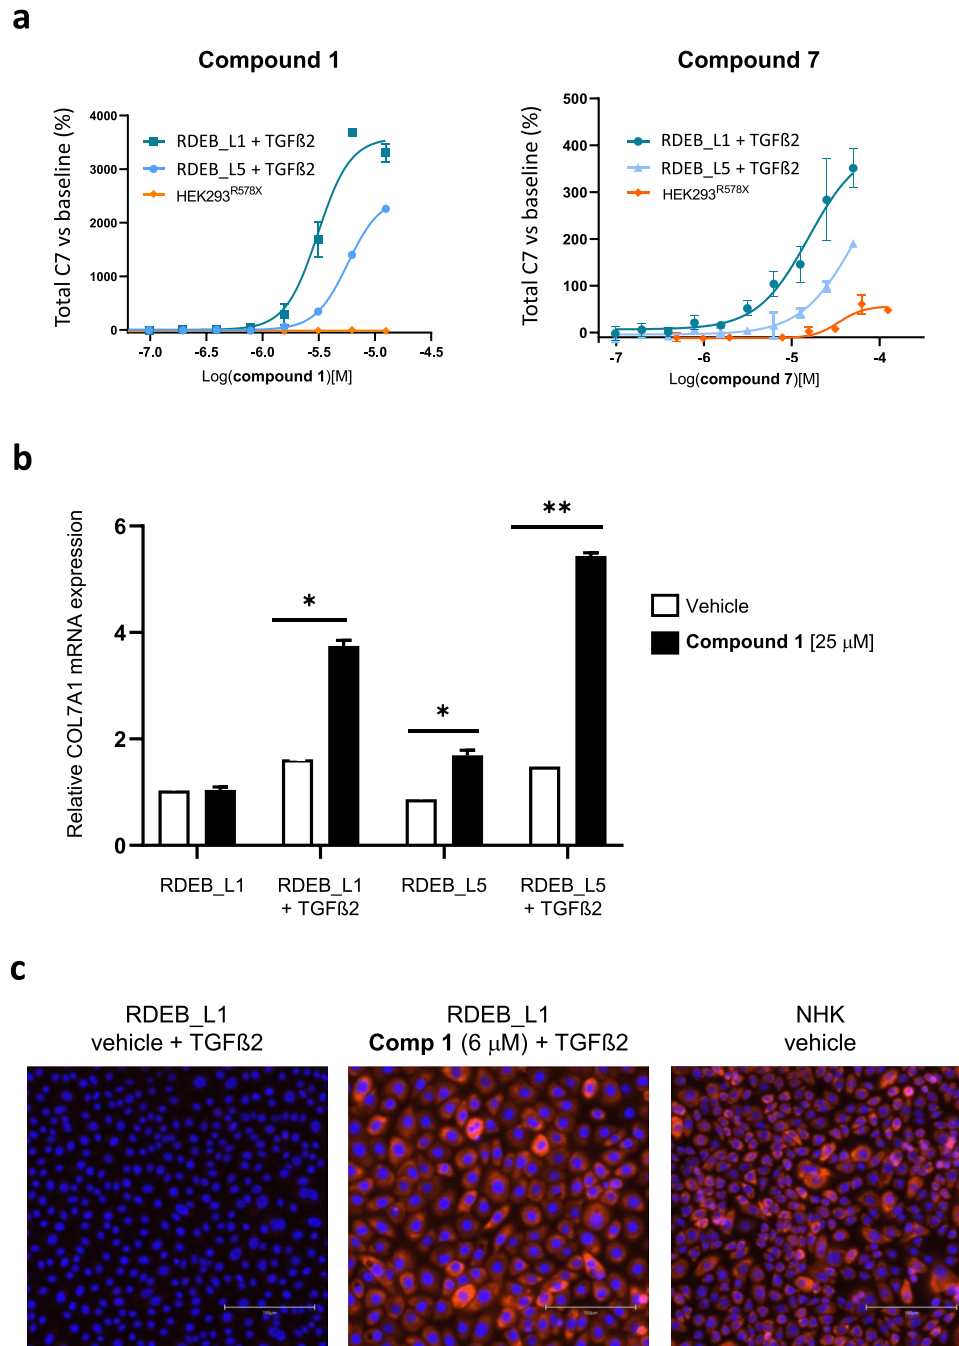 a
Compound 1
Total C7 vs baseline (%)
4000
3000
2000
1000
0
RDEB_L1 + TGFß2
RDEB_L5 + TGFß2
HEK293R578X
-7.0 -6.5 -6.0 -5.5 -5.0 -4.5
Log(compound 1)[M]
Compound 7
Total C7 vs baseline (%)
500
400
300
200
100
0
RDEB_L1 + TGFß2
RDEB_L5 + TGFß2
HEK293R578X
-7 -6 -5 -4
Log(compound 7)[M]
b
Relative COL7A1 mRNA expression
6
4
2
0
*
*
**
Vehicle
Compound 1 [25 µM]
RDEB_L1
RDEB_L1
+ TGFß2
RDEB_L5
RDEB_L5
+ TGFß2
c
RDEB_L1
vehicle + TGFß2
RDEB_L1
Comp 1 (6 µM) + TGFß2
NHK
vehicle